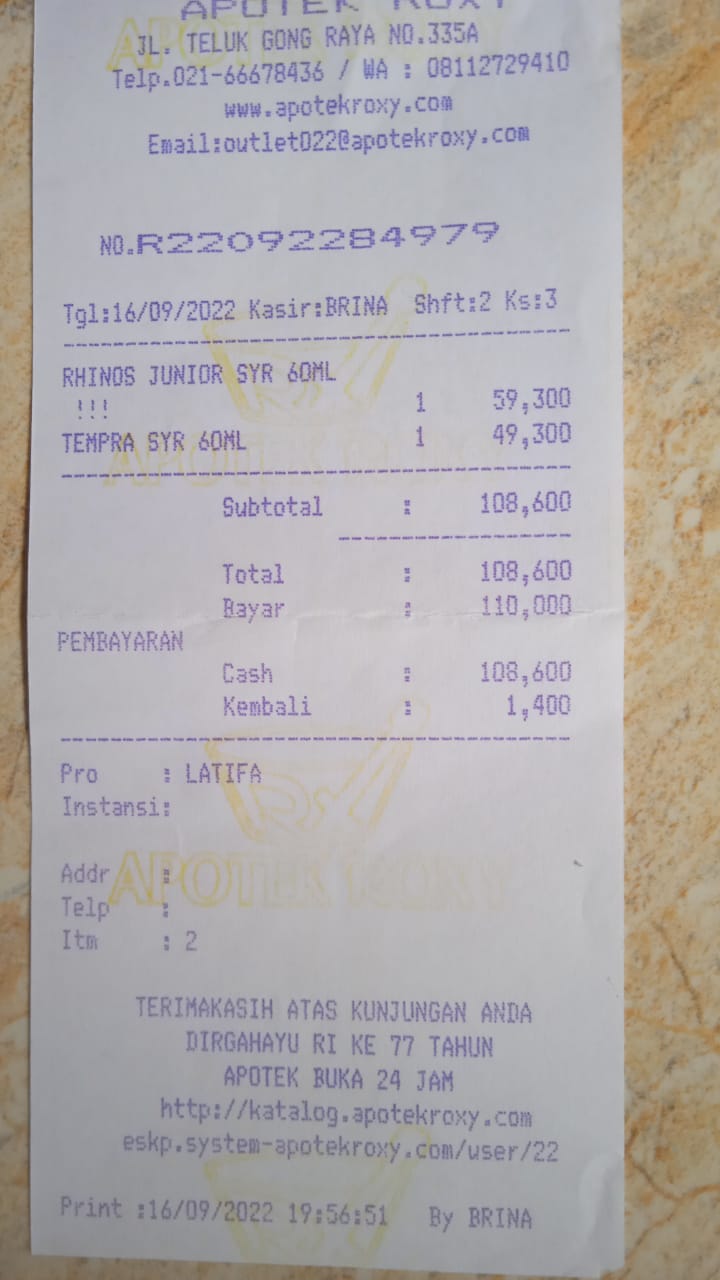 APOTEK ROXY
JL. TELUK GONG RAYA NO.335A
Telp.021-66678436 / WA : 08112729410
www.apotekroxy.com
Email:outlet022@apotekroxy.com
NO.R22092284979
Tgl:16/09/2022 Kasir:BRINA Shft:2 Ks:3
RHINOS JUNIOR SYR 60ML
!!! 1 59,300
TEMPRA SYR 60ML 1 49,300
Subtotal : 108,600
Total : 108,600
Bayar : 110,000
PEMBAYARAN
Cash : 108,600
Kembali : 1,400
Pro : LATIFA
Instansi:
Addr :
Telp :
Itm : 2
APOTEK ROXY
TERIMAKASIH ATAS KUNJUNGAN ANDA
DIRGAHAYU RI KE 77 TAHUN
APOTEK BUKA 24 JAM
http://katalog.apotekroxy.com
eskp.system-apotekroxy.com/user/22
Print :16/09/2022 19:56:51 By BRINA